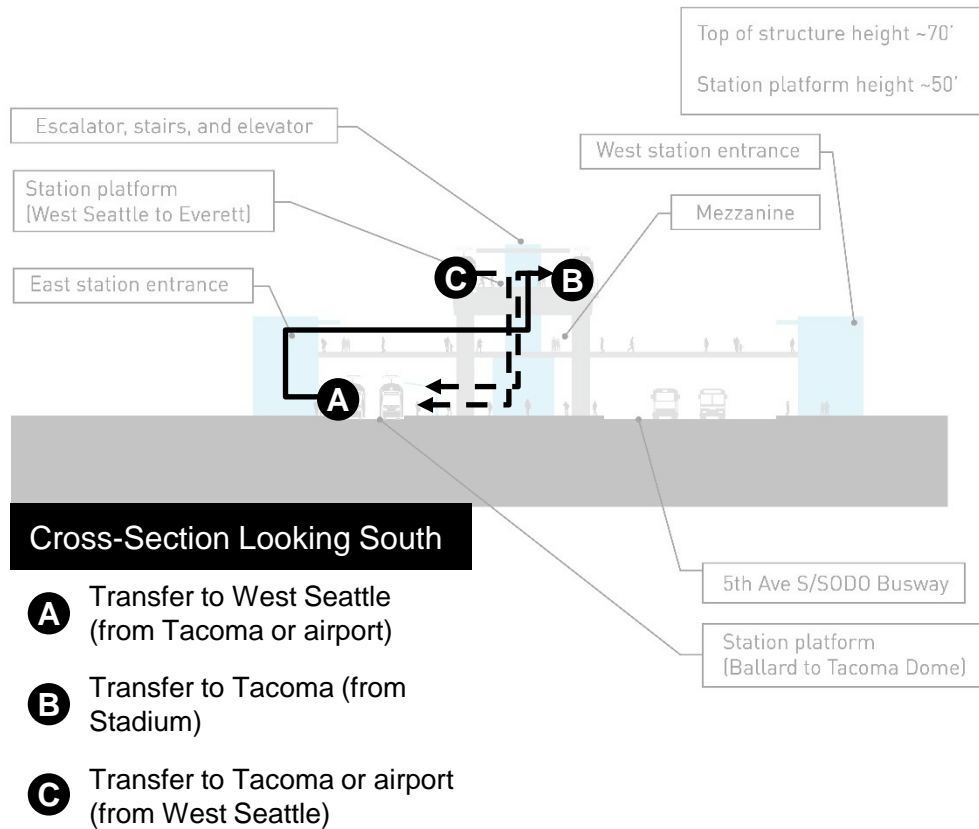 Top of structure height ~70'
Station platform height ~50'
Escalator, stairs, and elevator
West station entrance
Station platform
(West Seattle to Everett)
Mezzanine
East station entrance
C
B
A
Cross-Section Looking South
A
Transfer to West Seattle
(from Tacoma or airport)
B
Transfer to Tacoma (from
Stadium)
C
Transfer to Tacoma or airport
(from West Seattle)
5th Ave S/SODO Busway
Station platform
(Ballard to Tacoma Dome)